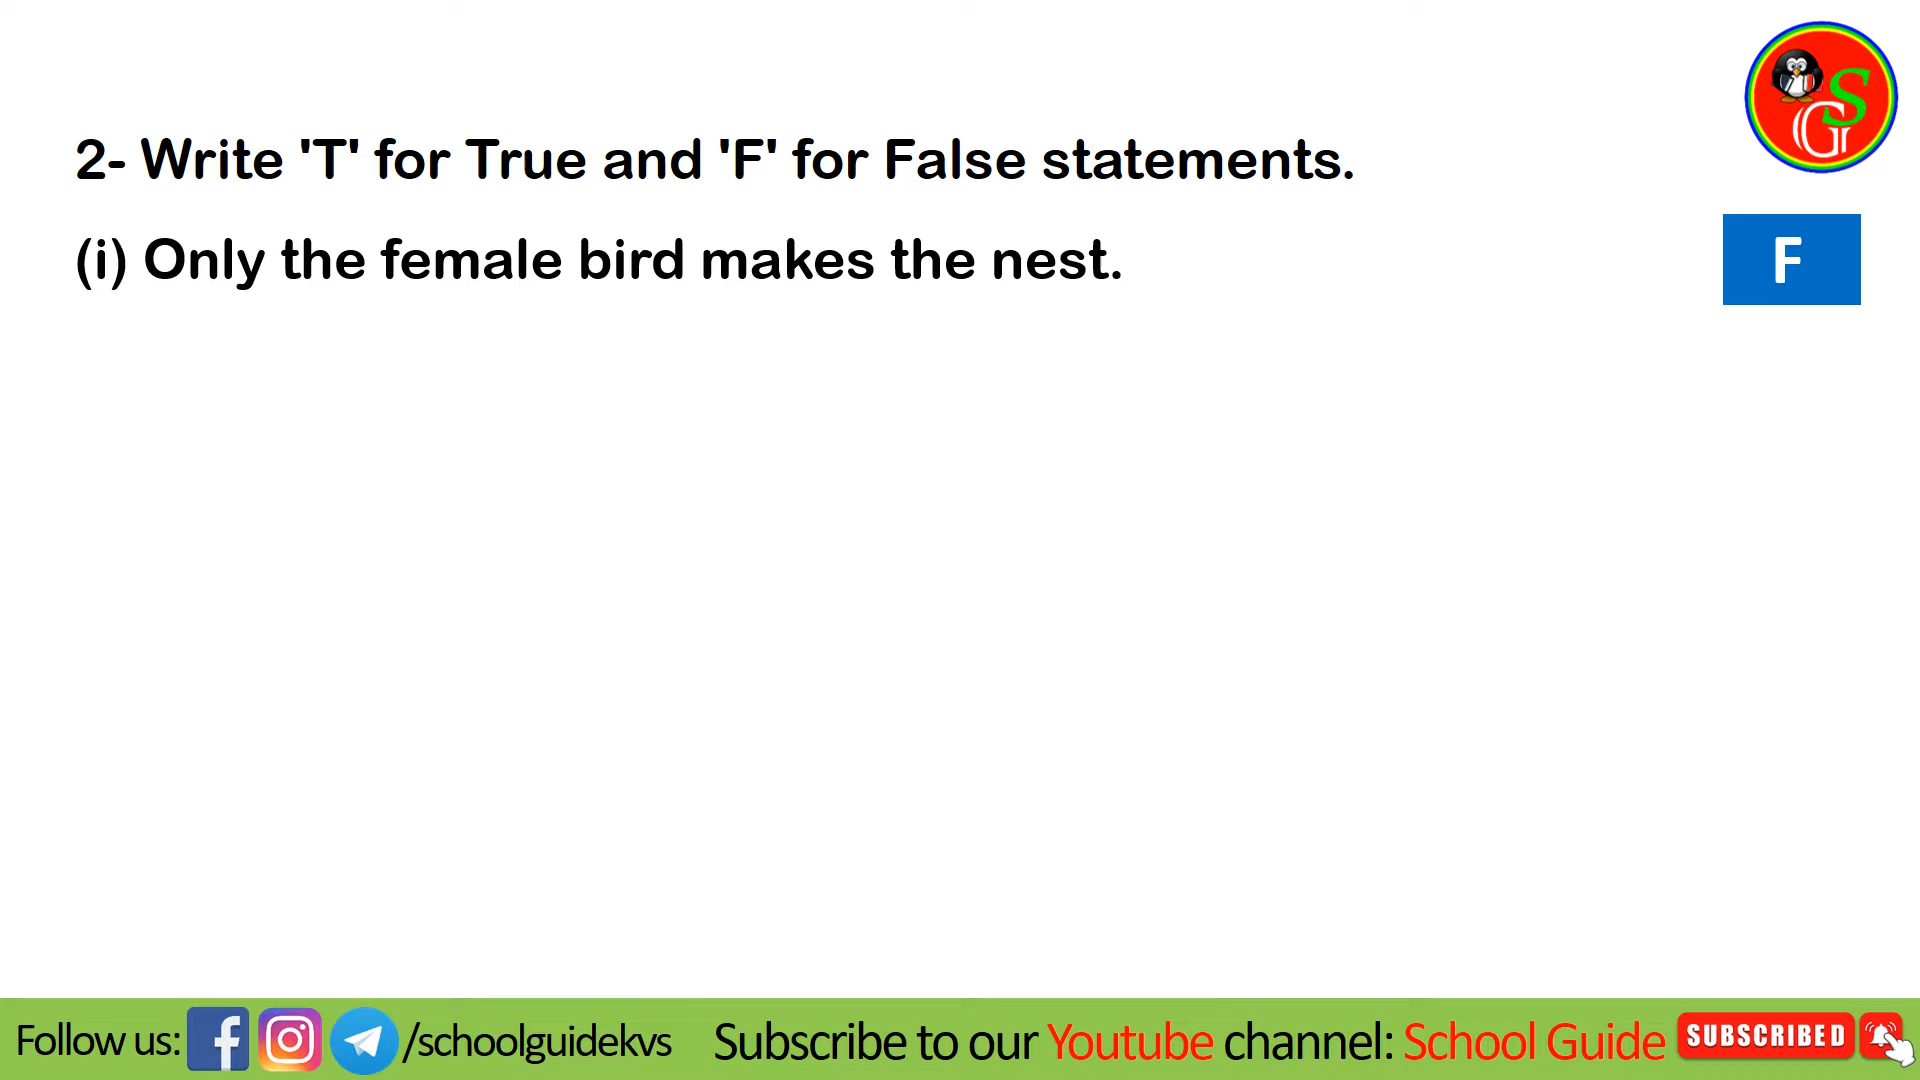 S
G
2- Write 'T' for True and 'F' for False statements.
(i) Only the female bird makes the nest.
F
Follow us: f /schoolguidekvs Subscribe to our Youtube channel: School Guide SUBSCRIBED